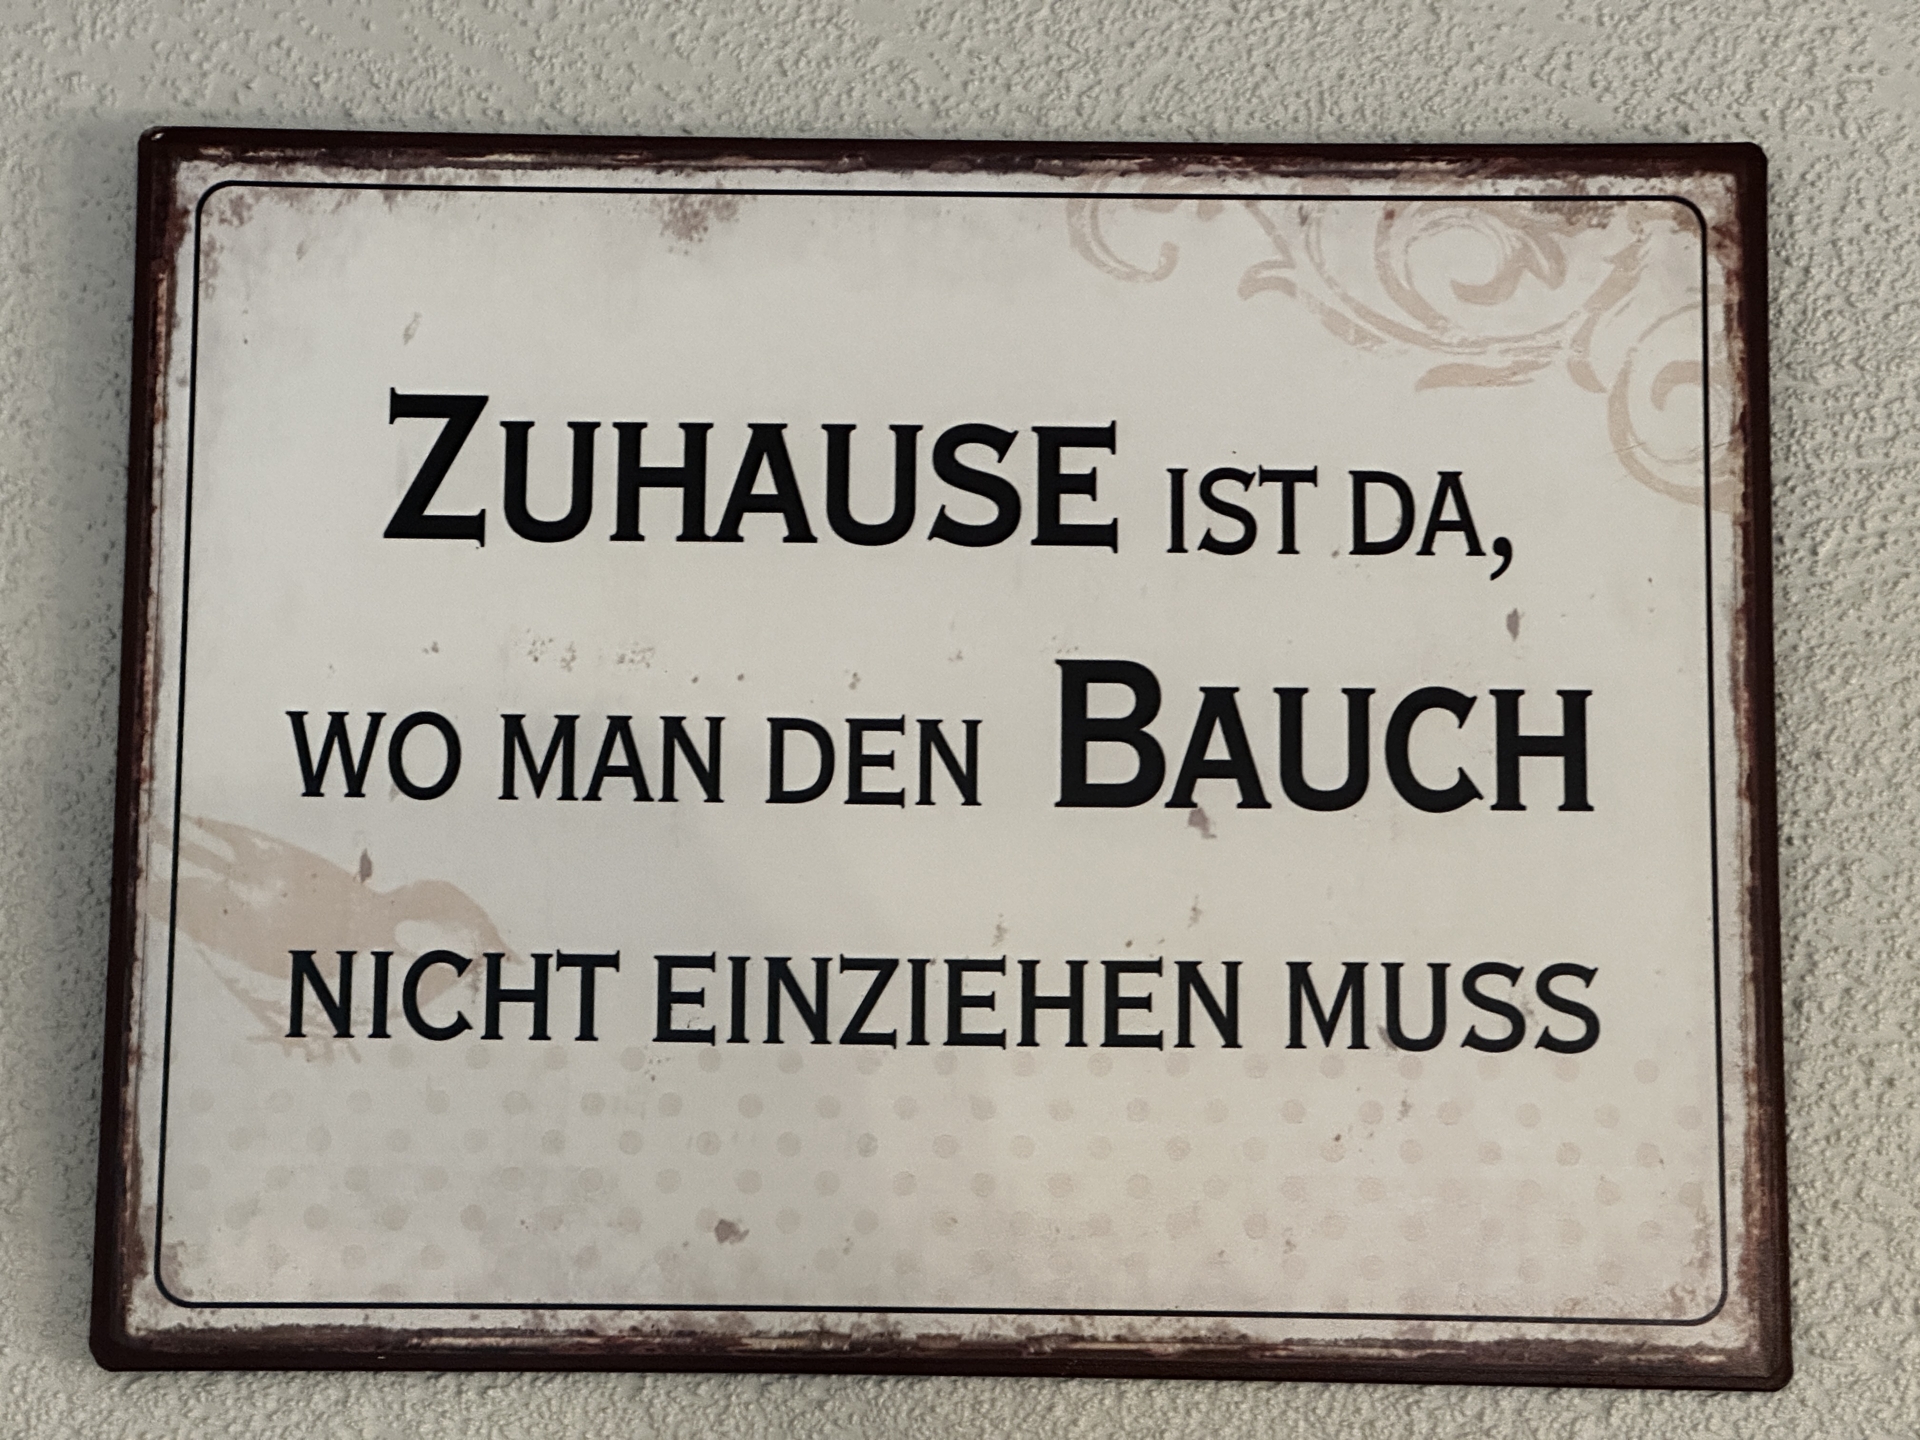 ZUHAUSE IST DA,
WO MAN DEN BAUCH
NICHT EINZIEHEN MUSS